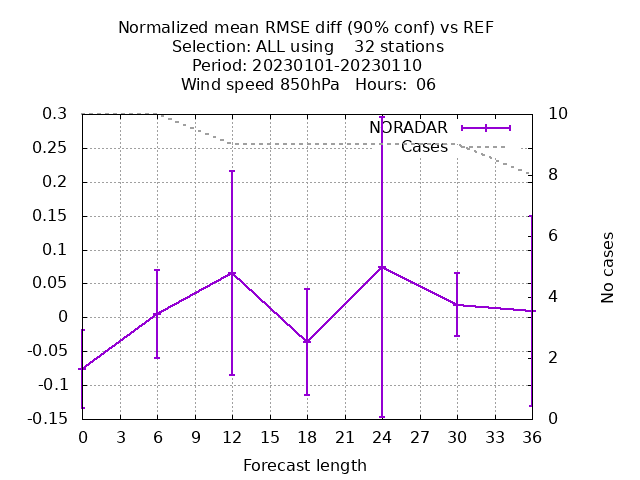 Normalized mean RMSE diff (90% conf) vs REF
Selection: ALL using    32 stations
Period: 20230101-20230110
Wind speed 850hPa   Hours:  06
0.3
0.25
0.2
0.15
0.1
0.05
0
-0.05
-0.1
-0.15
NORADAR
Cases
10
8
6
4
2
0
No cases
0 3 6 9 12 15 18 21 24 27 30 33 36
Forecast length